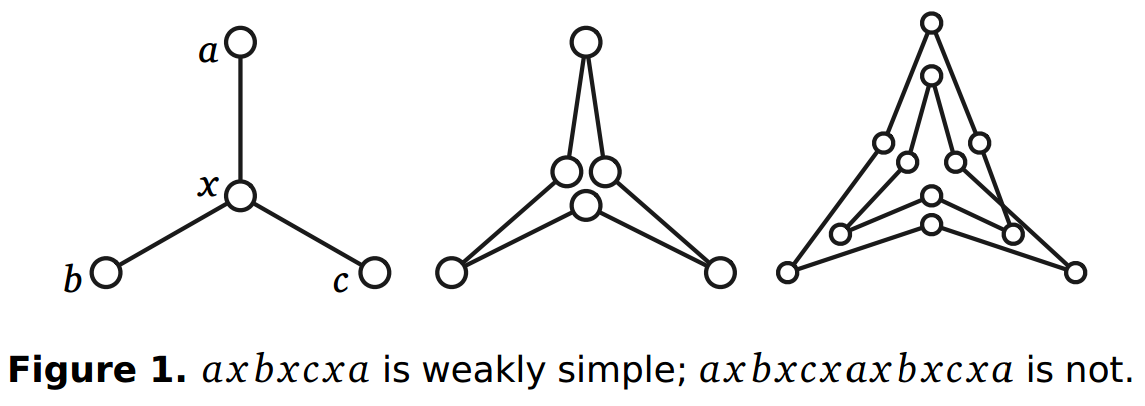 a
x
b
c
Figure 1. axbxcxa is weakly simple; axbxcxaxbxcxa is not.